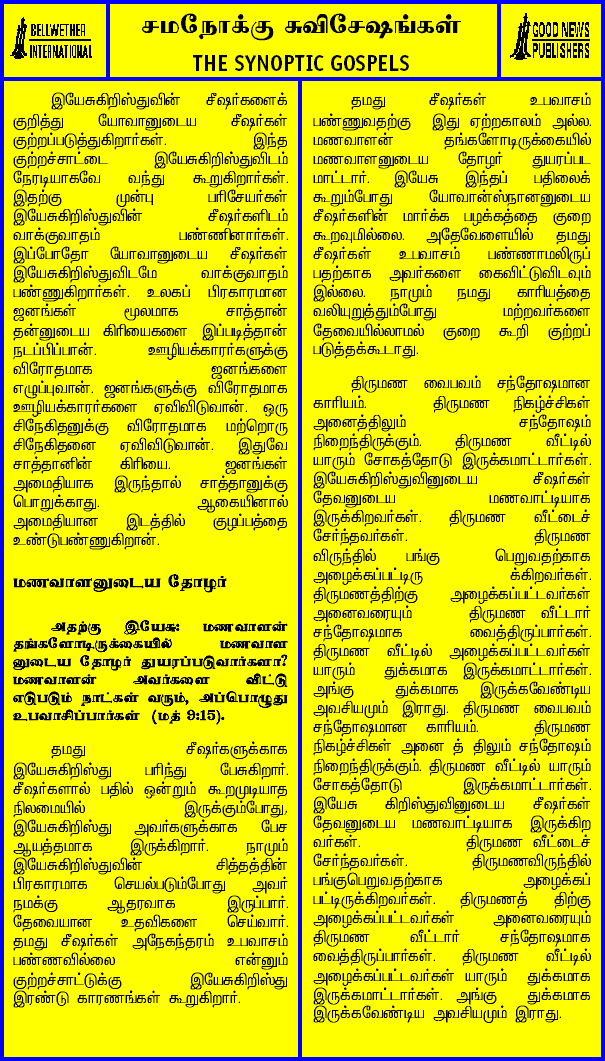 BELLWETHER
INTERNATIONAL
சமநோக்கு சுவிசேஷங்கள்
THE SYNOPTIC GOSPELS
GOOD NEWS
PUBLISHERS
இயேசுகிறிஸ்துவின் சீஷர்களைக்
குறித்து யோவானுடைய சீஷர்கள்
குற்றப்படுத்துகிறார்கள். இந்த
குற்றச்சாட்டை இயேசுகிறிஸ்துவிடம்
நேரடியாகவே வந்து கூறுகிறார்கள்.
இதற்கு முன்பு பரிசேயர்கள்
இயேசுகிறிஸ்துவின் சீஷர்களிடம்
வாக்குவாதம் பண்ணினார்கள்.
இப்போதோ யோவானுடைய சீஷர்கள்
இயேசுகிறிஸ்துவிடமே வாக்குவாதம்
பண்ணுகிறார்கள். உலகப் பிரகாரமான
ஜனங்கள் மூலமாக சாத்தான்
தன்னுடைய கிரியைகளை இப்படித்தான்
நடப்பிப்பான். ஊழியக்காரர்களுக்கு
விரோதமாக ஜனங்களை
எழுப்புவான். ஜனங்களுக்கு விரோதமாக
ஊழியக்காரர்களை ஏவிவிடுவான். ஒரு
சிநேகிதனுக்கு விரோதமாக மற்றொரு
சிநேகிதனை ஏவிவிடுவான். இதுவே
சாத்தானின் கிரியை. ஜனங்கள்
அமைதியாக இருந்தால் சாத்தானுக்கு
பொறுக்காது. ஆகையினால்
அமைதியான இடத்தில் குழப்பத்தை
உண்டுபண்ணுகிறான்.
மணவாளனுடைய தோழர்
அதற்கு இயேசு: மணவாளன்
தங்களோடிருக்கையில் மணவாள
னுடைய தோழர் துயரப்படுவார்களா?
மணவாளன் அவர்களை விட்டு
எடுபடும் நாட்கள் வரும், அப்பொழுது
உபவாசிப்பார்கள் (மத் 9:15).
தமது சீஷர்களுக்காக
இயேசுகிறிஸ்து பரிந்து பேசுகிறார்.
சீஷர்களால் பதில் ஒன்றும் கூறமுடியாத
நிலமையில் இருக்கும்போது,
இயேசுகிறிஸ்து அவர்களுக்காக பேச
ஆயத்தமாக இருக்கிறார். நாமும்
இயேசுகிறிஸ்துவின் சித்தத்தின்
பிரகாரமாக செயல்படும்போது அவர்
நமக்கு ஆதரவாக இருப்பார்.
தேவையான உதவிகளை செய்வார்.
தமது சீஷர்கள் அநேகந்தரம் உபவாசம்
பண்ணவில்லை என்னும்
குற்றச்சாட்டுக்கு இயேசுகிறிஸ்து
இரண்டு காரணங்கள் கூறுகிறார்.
தமது சீஷர்கள் உபவாசம்
பண்ணுவதற்கு இது ஏற்றகாலம் அல்ல.
மணவாளன் தங்களோடிருக்கையில்
மணவாளனுடைய தோழர் துயரப்பட
மாட்டார். இயேசு இந்தப் பதிலைக்
கூறும்போது யோவான்ஸ்நானனுடைய
சீஷர்களின் மார்க்க பழக்கத்தை குறை
கூறவுமில்லை. அதேவேளையில் தமது
சீஷர்கள் உபவாசம் பண்ணாமலிருப்
பதற்காக அவர்களை கைவிட்டுவிடவும்
இல்லை. நாமும் நமது காரியத்தை
வலியுறுத்தும்போது மற்றவர்களை
தேவையில்லாமல் குறை கூறி குற்றப்
படுத்தக்கூடாது.
திருமண வைபவம் சந்தோஷமான
காரியம். திருமண நிகழ்ச்சிகள்
அனைத்திலும் சந்தோஷம்
நிறைந்திருக்கும். திருமண வீட்டில்
யாரும் சோகத்தோடு இருக்கமாட்டார்கள்.
இயேசுகிறிஸ்துவினுடைய சீஷர்கள்
தேவனுடைய மணவாட்டியாக
இருக்கிறவர்கள். திருமண வீட்டைச்
சேர்ந்தவர்கள். திருமண
விருந்தில் பங்கு பெறுவதற்காக
அழைக்கப்பட்டிரு க்கிறவர்கள்.
திருமணத்திற்கு அழைக்கப்பட்டவர்கள்
அனைவரையும் திருமண வீட்டார்
சந்தோஷமாக வைத்திருப்பார்கள்.
திருமண வீட்டில் அழைக்கப்பட்டவர்கள்
யாரும் துக்கமாக இருக்கமாட்டார்கள்.
அங்கு துக்கமாக இருக்கவேண்டிய
அவசியமும் இராது. திருமண வைபவம்
சந்தோஷமான காரியம். திருமண
நிகழ்ச்சிகள் அனை த் திலும் சந்தோஷம்
நிறைந்திருக்கும். திருமண வீட்டில் யாரும்
சோகத்தோடு இருக்கமாட்டார்கள்.
இயேசு கிறிஸ்துவினுடைய சீஷர்கள்
தேவனுடைய மணவாட்டியாக இருக்கிற
வர்கள். திருமண வீட்டைச்
சேர்ந்தவர்கள். திருமணவிருந்தில்
பங்குபெறுவதற்காக அழைக்கப்
பட்டிருக்கிறவர்கள். திருமணத் திற்கு
அழைக்கப்பட்டவர்கள் அனைவரையும்
திருமண வீட்டார் சந்தோஷமாக
வைத்திருப்பார்கள். திருமண வீட்டில்
அழைக்கப்பட்டவர்கள் யாரும் துக்கமாக
இருக்கமாட்டார்கள். அங்கு துக்கமாக
இருக்கவேண்டிய அவசியமும் இராது.